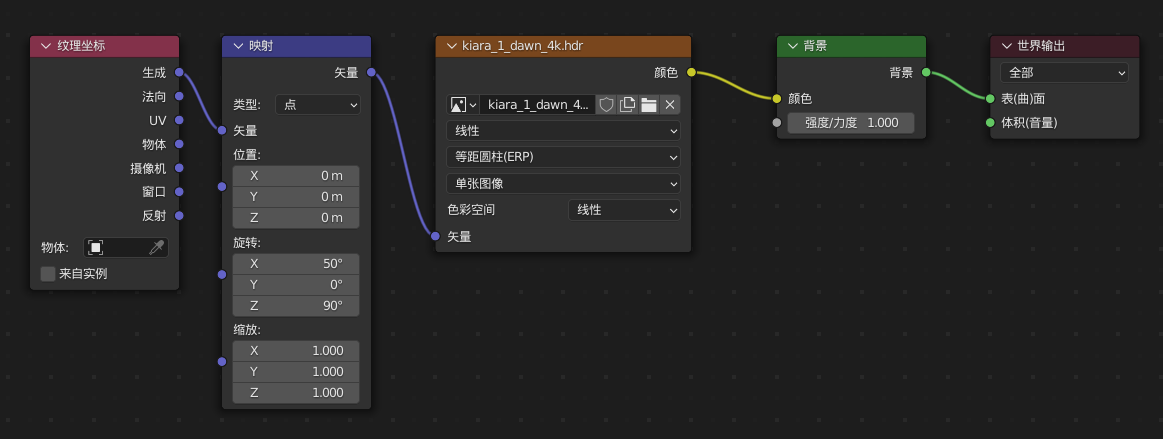 纹理坐标
生成
法向
UV
物体
摄像机
窗口
反射
物体:
来自实例
映射
矢量
类型: 点
矢量
位置:
X 0 m
Y 0 m
Z 0 m
旋转:
X 50°
Y 0°
Z 90°
缩放:
X 1.000
Y 1.000
Z 1.000
kiara_1_dawn_4k.hdr
颜色
kiara_1_dawn_4...
线性
等距圆柱(ERP)
单张图像
色彩空间 线性
矢量
背景
背景
颜色
强度/力度 1.000
世界输出
全部
表(曲)面
体积(音量)